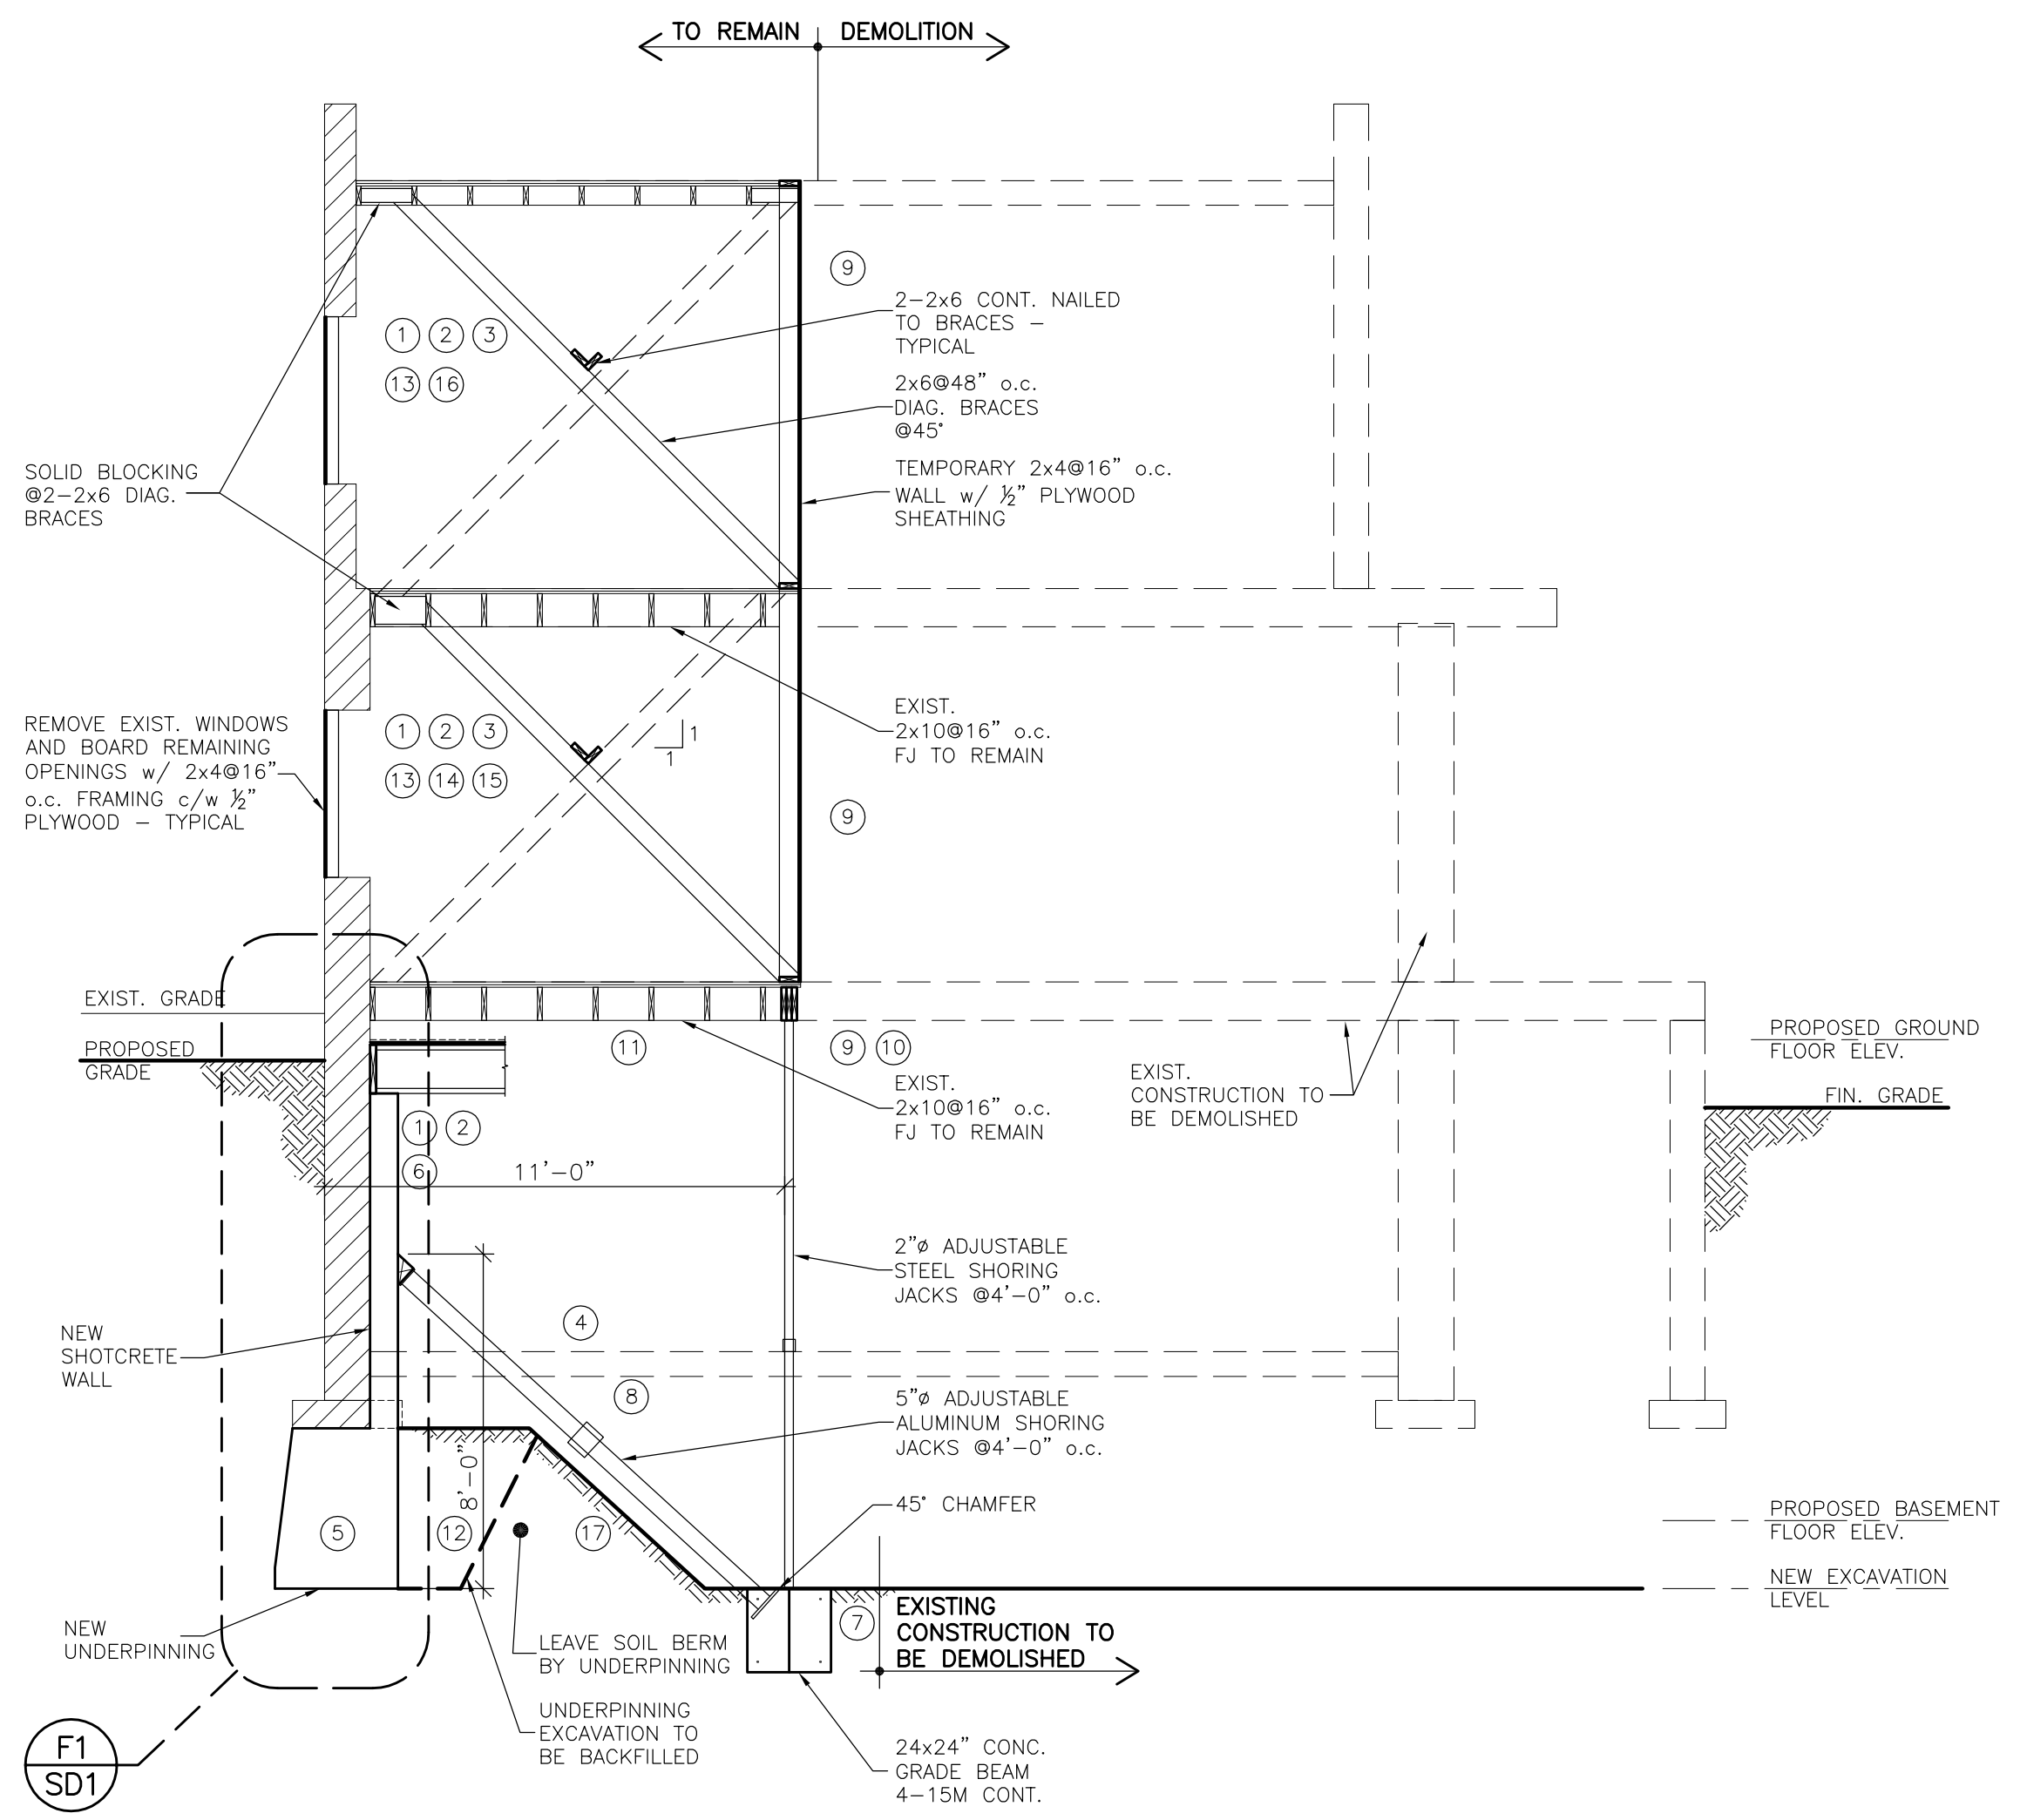 TO REMAIN
DEMOLITION
9
2-2x6 CONT. NAILED
TO BRACES -
TYPICAL
1 2 3
13 16
2x6@48" o.c.
DIAG. BRACES
@45°
SOLID BLOCKING
@2-2x6 DIAG.
BRACES
TEMPORARY 2x4@16" o.c.
WALL w/ ½" PLYWOOD
SHEATHING
REMOVE EXIST. WINDOWS
AND BOARD REMAINING
OPENINGS w/ 2x4@16"
o.c. FRAMING c/w ½"
PLYWOOD - TYPICAL
1 2 3
13 14 15
1
1
EXIST.
2x10@16" o.c.
FJ TO REMAIN
9
EXIST. GRADE
PROPOSED
GRADE
11
9 10
EXIST.
2x10@16" o.c.
FJ TO REMAIN
EXIST.
CONSTRUCTION TO
BE DEMOLISHED
PROPOSED GROUND
FLOOR ELEV.
FIN. GRADE
1 2
6
11'-0"
2"ø ADJUSTABLE
STEEL SHORING
JACKS @4'-0" o.c.
NEW
SHOTCRETE
WALL
4
8
5"ø ADJUSTABLE
ALUMINUM SHORING
JACKS @4'-0" o.c.
8'-0"
45° CHAMFER
5
12
17
PROPOSED BASEMENT
FLOOR ELEV.
NEW EXCAVATION
LEVEL
7
EXISTING
CONSTRUCTION TO
BE DEMOLISHED
NEW
UNDERPINNING
LEAVE SOIL BERM
BY UNDERPINNING
UNDERPINNING
EXCAVATION TO
BE BACKFILLED
24x24" CONC.
GRADE BEAM
4-15M CONT.
F1
SD1